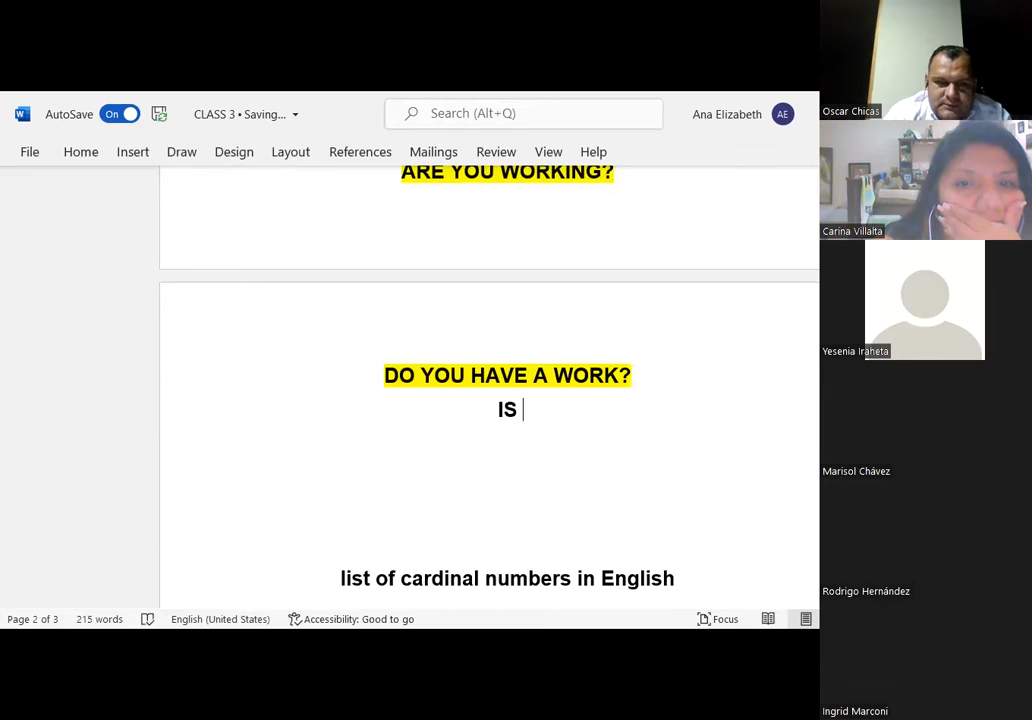 AutoSave On CLASS 3 • Saving... Search (Alt+Q) Ana Elizabeth AE
File Home Insert Draw Design Layout References Mailings Review View Help
ARE YOU WORKING?
DO YOU HAVE A WORK?
IS
list of cardinal numbers in English
Page 2 of 3 215 words English (United States) Accessibility: Good to go Focus
Oscar Chicas
Carina Villalta
Yesenia Iraheta
Marisol Chávez
Rodrigo Hernández
Ingrid Marconi